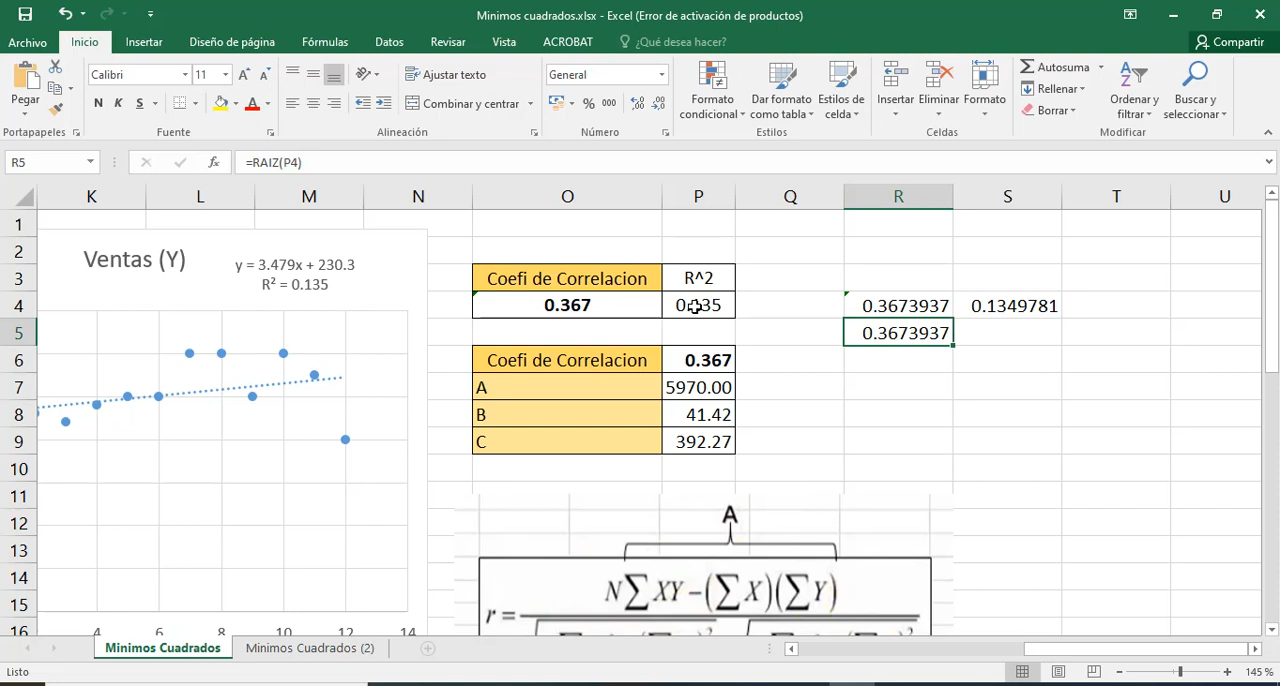 Minimos cuadrados.xlsx - Excel (Error de activación de productos)
Archivo Inicio Insertar Diseño de página Fórmulas Datos Revisar Vista ACROBAT ¿Qué desea hacer? Compartir
Pegar Calibri 11 Ajustar texto General Formato condicional Dar formato como tabla Estilos de celda Insertar Eliminar Formato Autosuma Rellenar Borrar Ordenar y filtrar Buscar y seleccionar
N K S Combinar y centrar % 000
Portapapeles Fuente Alineación Número Estilos Celdas Modificar
R5 fx =RAIZ(P4)
K L M N O P Q R S T U
1
2 Ventas (Y) y = 3.479x + 230.3
3 R² = 0.135 Coefi de Correlacion R^2
4 0.367 0.3673937 0.1349781
5 0.3673937
6 Coefi de Correlacion 0.367
7 A 5970.00
8 B 41.42
9 C 392.27
10
11
12 A
13
14 N∑XY-(∑X)(∑Y)
15 r=
16 4 6 8 10 12 14
Minimos Cuadrados Minimos Cuadrados (2)
Listo 145 %